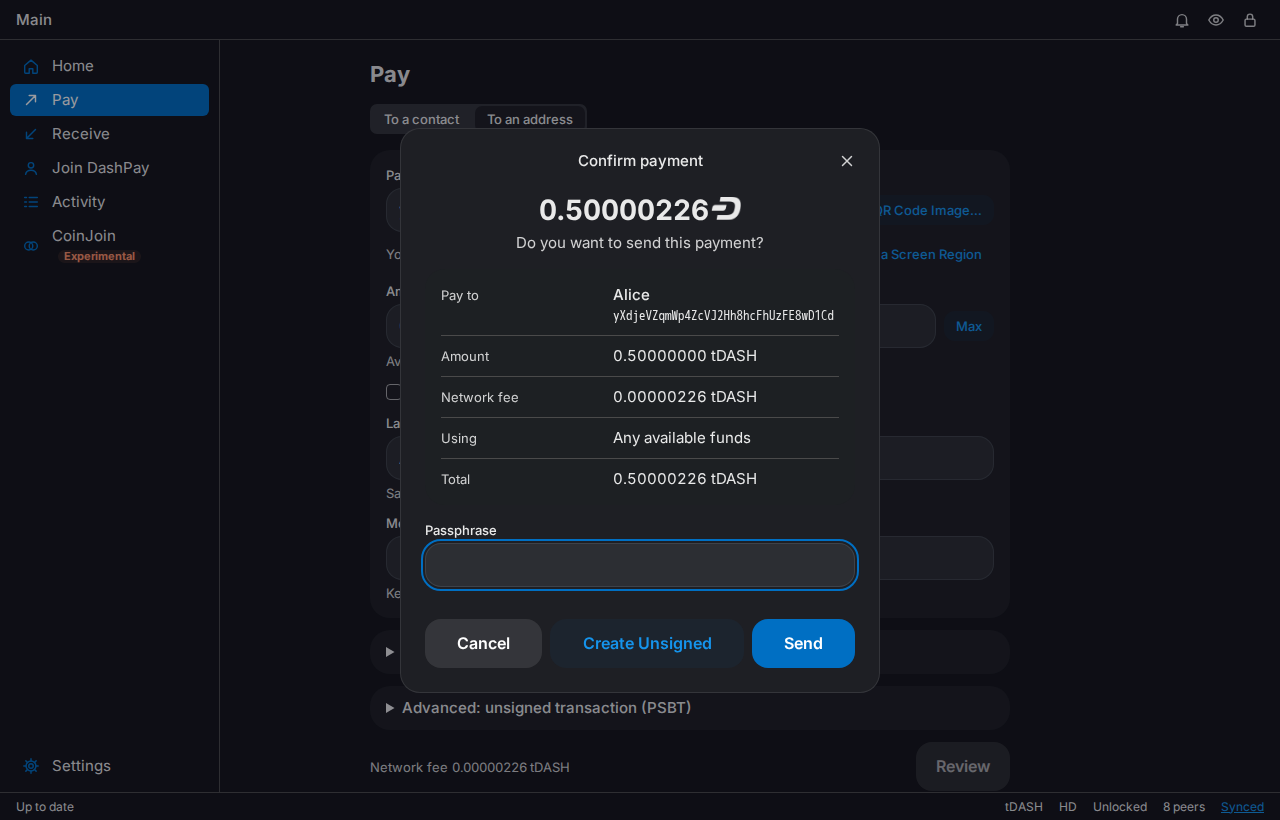 Main
Home
Pay
Receive
Join DashPay
Activity
CoinJoin
Experimental
Settings
Pay
To a contact
To an address
QR Code Image...
a Screen Region
Max
Confirm payment
0.50000226
Do you want to send this payment?
Pay to Alice
yXdjeVZqmWp4ZcVJ2Hh8hcFhUzFE8wD1Cd
Amount 0.50000000 tDASH
Network fee 0.00000226 tDASH
Using Any available funds
Total 0.50000226 tDASH
Passphrase
Cancel Create Unsigned Send
Advanced: unsigned transaction (PSBT)
Network fee 0.00000226 tDASH
Review
Up to date
tDASH HD Unlocked 8 peers Synced